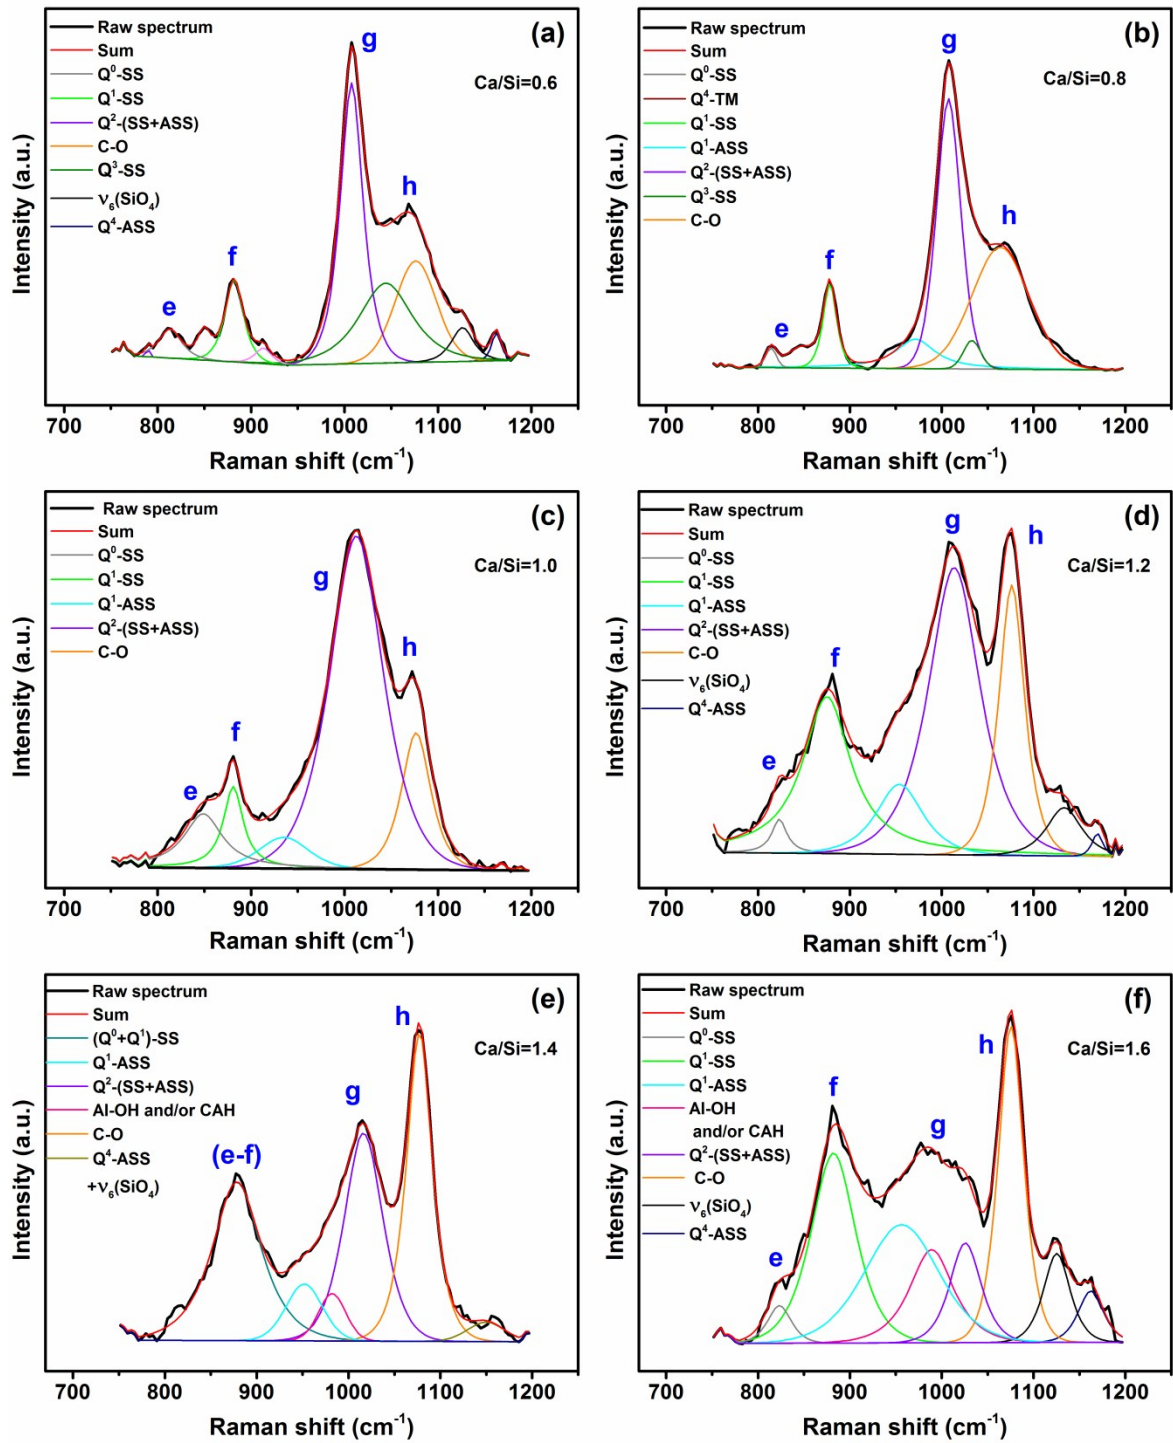 (a)
Ca/Si=0.6
Raw spectrum
Sum
Q⁰-SS
Q¹-SS
Q²-(SS+ASS)
C-O
Q³-SS
ν₆(SiO₄)
Q⁴-ASS
e
f
g
h
Intensity (a.u.)
700 800 900 1000 1100 1200
Raman shift (cm⁻¹)
(b)
Ca/Si=0.8
Raw spectrum
Sum
Q⁰-SS
Q⁴-TM
Q¹-SS
Q¹-ASS
Q²-(SS+ASS)
Q³-SS
C-O
e
f
g
h
Intensity (a.u.)
700 800 900 1000 1100 1200
Raman shift (cm⁻¹)
(c)
Ca/Si=1.0
Raw spectrum
Sum
Q⁰-SS
Q¹-SS
Q¹-ASS
Q²-(SS+ASS)
C-O
e
f
g
h
Intensity (a.u.)
700 800 900 1000 1100 1200
Raman shift (cm⁻¹)
(d)
Ca/Si=1.2
Raw spectrum
Sum
Q⁰-SS
Q¹-SS
Q¹-ASS
Q²-(SS+ASS)
C-O
ν₆(SiO₄)
Q⁴-ASS
e
f
g
h
Intensity (a.u.)
700 800 900 1000 1100 1200
Raman shift (cm⁻¹)
(e)
Ca/Si=1.4
Raw spectrum
Sum
(Q⁰+Q¹)-SS
Q¹-ASS
Q²-(SS+ASS)
Al-OH and/or CAH
C-O
Q⁴-ASS
+ν₆(SiO₄)
(e-f)
g
h
Intensity (a.u.)
700 800 900 1000 1100 1200
Raman shift (cm⁻¹)
(f)
Ca/Si=1.6
Raw spectrum
Sum
Q⁰-SS
Q¹-SS
Q¹-ASS
Al-OH
and/or CAH
Q²-(SS+ASS)
C-O
ν₆(SiO₄)
Q⁴-ASS
e
f
g
h
Intensity (a.u.)
700 800 900 1000 1100 1200
Raman shift (cm⁻¹)